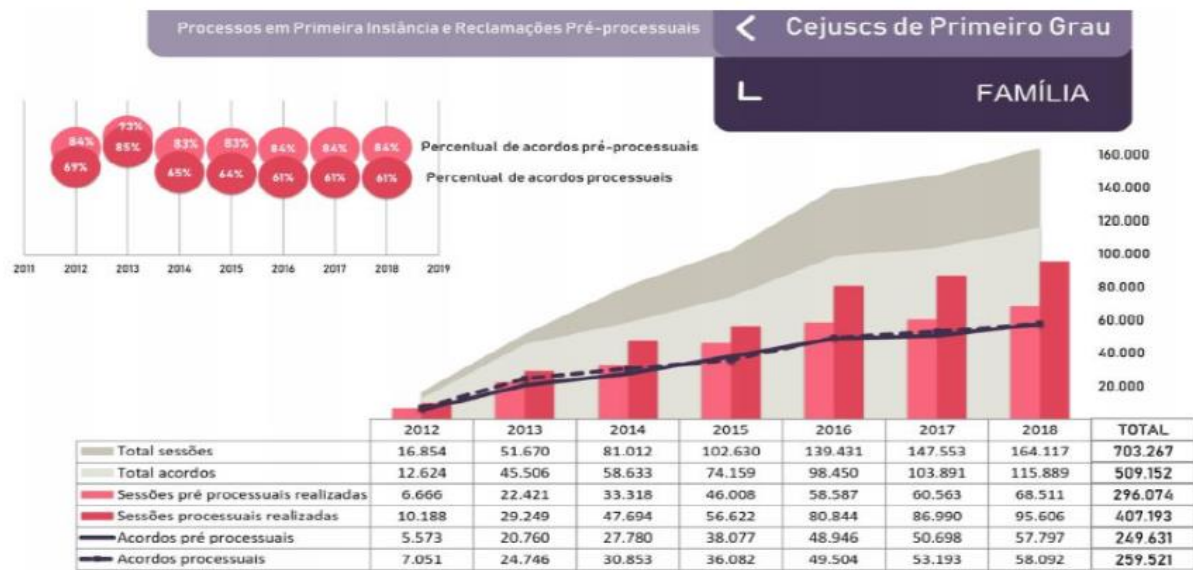 Processos em Primeira Instância e Reclamações Pré-processuais
Cejuscs de Primeiro Grau
FAMÍLIA
84% 93% 83% 83% 84% 84% 84% Percentual de acordos pré-processuais
69% 85% 65% 64% 61% 61% 61% Percentual de acordos processuais
2011 2012 2013 2014 2015 2016 2017 2018 2019
160.000
140.000
120.000
100.000
80.000
60.000
40.000
20.000
2012 2013 2014 2015 2016 2017 2018 TOTAL
Total sessões 16.854 51.670 81.012 102.630 139.431 147.553 164.117 703.267
Total acordos 12.624 45.506 58.633 74.159 98.450 103.891 115.889 509.152
Sessões pré processuais realizadas 6.666 22.421 33.318 46.008 58.587 60.563 68.511 296.074
Sessões processuais realizadas 10.188 29.249 47.694 56.622 80.844 86.990 95.606 407.193
Acordos pré processuais 5.573 20.760 27.780 38.077 48.946 50.698 57.797 249.631
Acordos processuais 7.051 24.746 30.853 36.082 49.504 53.193 58.092 259.521